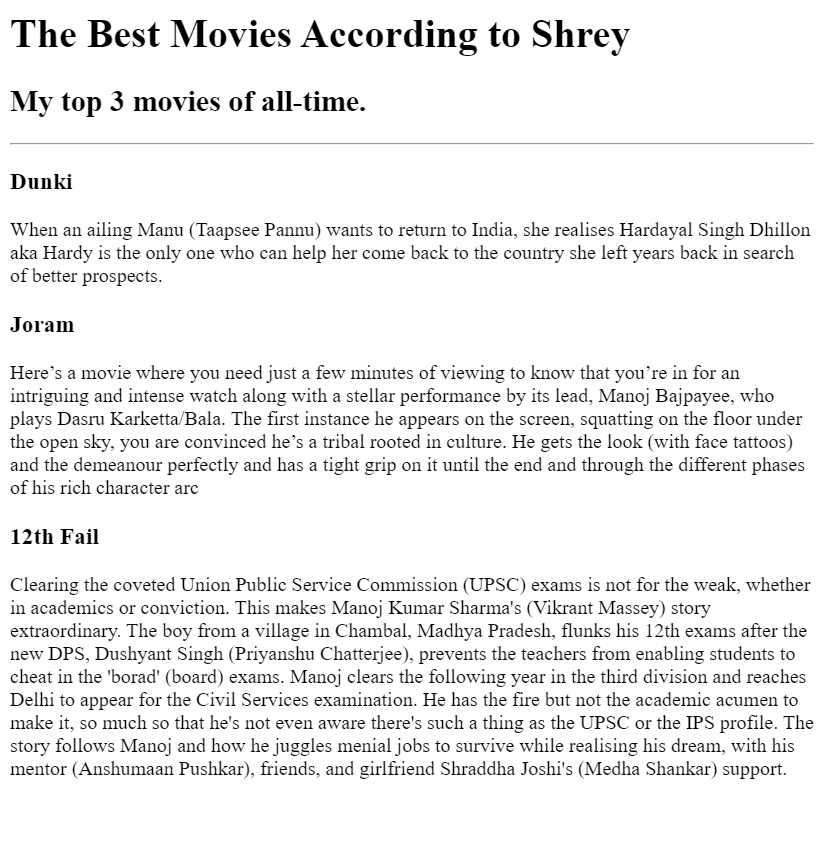 The Best Movies According to Shrey
My top 3 movies of all-time.
Dunki
When an ailing Manu (Taapsee Pannu) wants to return to India, she realises Hardayal Singh Dhillon
aka Hardy is the only one who can help her come back to the country she left years back in search
of better prospects.
Joram
Here’s a movie where you need just a few minutes of viewing to know that you’re in for an
intriguing and intense watch along with a stellar performance by its lead, Manoj Bajpayee, who
plays Dasru Karketta/Bala. The first instance he appears on the screen, squatting on the floor under
the open sky, you are convinced he’s a tribal rooted in culture. He gets the look (with face tattoos)
and the demeanour perfectly and has a tight grip on it until the end and through the different phases
of his rich character arc
12th Fail
Clearing the coveted Union Public Service Commission (UPSC) exams is not for the weak, whether
in academics or conviction. This makes Manoj Kumar Sharma's (Vikrant Massey) story
extraordinary. The boy from a village in Chambal, Madhya Pradesh, flunks his 12th exams after the
new DPS, Dushyant Singh (Priyanshu Chatterjee), prevents the teachers from enabling students to
cheat in the 'borad' (board) exams. Manoj clears the following year in the third division and reaches
Delhi to appear for the Civil Services examination. He has the fire but not the academic acumen to
make it, so much so that he's not even aware there's such a thing as the UPSC or the IPS profile. The
story follows Manoj and how he juggles menial jobs to survive while realising his dream, with his
mentor (Anshumaan Pushkar), friends, and girlfriend Shraddha Joshi's (Medha Shankar) support.